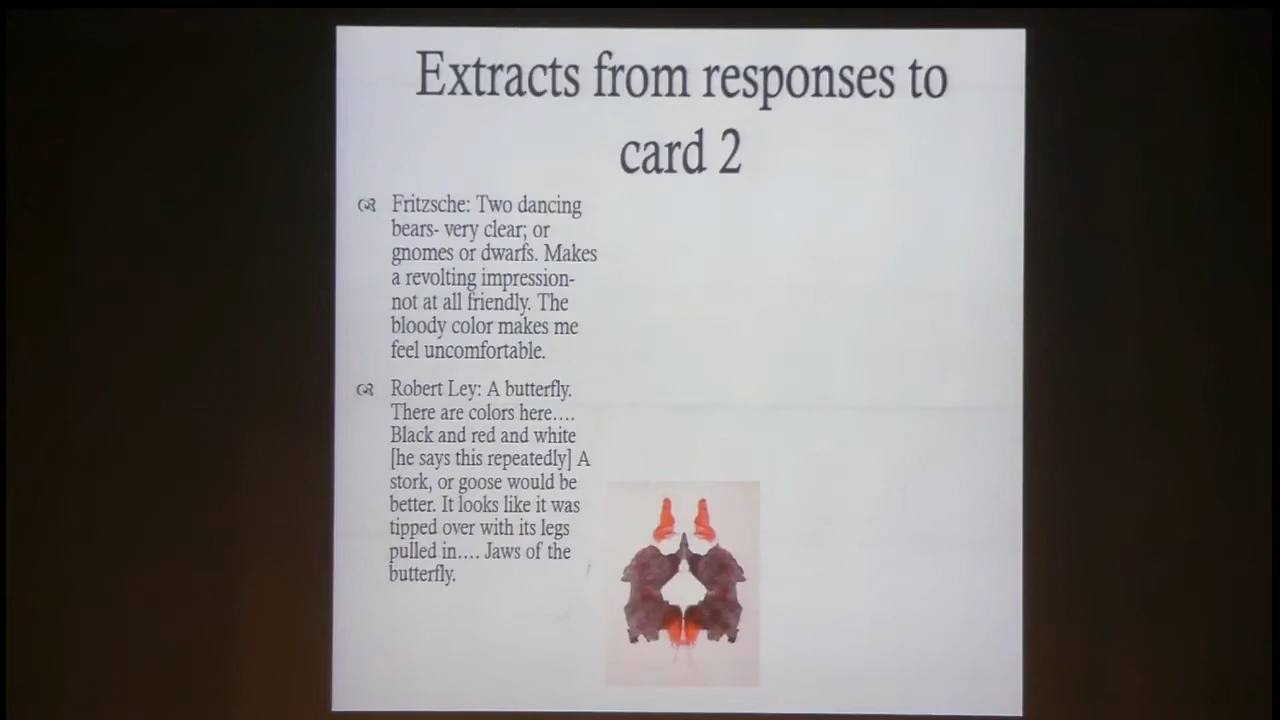 Extracts from responses to
card 2
Fritzsche: Two dancing
bears- very clear; or
gnomes or dwarfs. Makes
a revolting impression-
not at all friendly. The
bloody color makes me
feel uncomfortable.
Robert Ley: A butterfly.
There are colors here....
Black and red and white
[he says this repeatedly] A
stork, or goose would be
better. It looks like it was
tipped over with its legs
pulled in.... Jaws of the
butterfly.